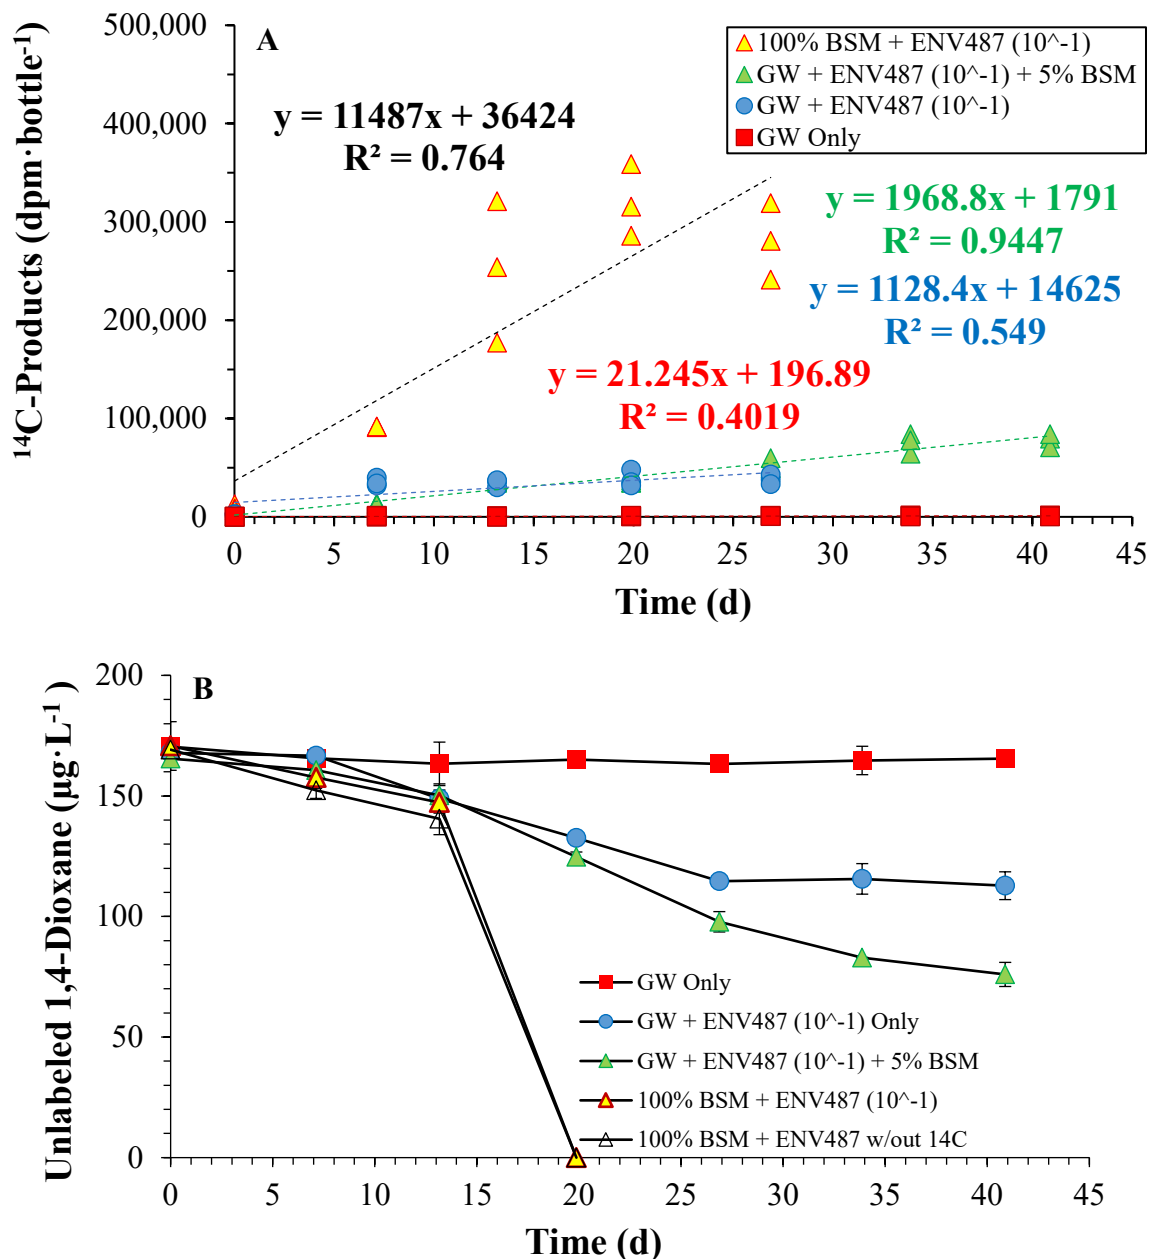 A
¹⁴C-Products (dpm·bottle⁻¹)
500,000
400,000
300,000
200,000
100,000
0
100% BSM + ENV487 (10^-1)
GW + ENV487 (10^-1) + 5% BSM
GW + ENV487 (10^-1)
GW Only
y = 11487x + 36424
R² = 0.764
y = 1968.8x + 1791
R² = 0.9447
y = 1128.4x + 14625
R² = 0.549
y = 21.245x + 196.89
R² = 0.4019
0 5 10 15 20 25 30 35 40 45
Time (d)
B
Unlabeled 1,4-Dioxane (µg·L⁻¹)
200
150
100
50
0
GW Only
GW + ENV487 (10^-1) Only
GW + ENV487 (10^-1) + 5% BSM
100% BSM + ENV487 (10^-1)
100% BSM + ENV487 w/out 14C
0 5 10 15 20 25 30 35 40 45
Time (d)